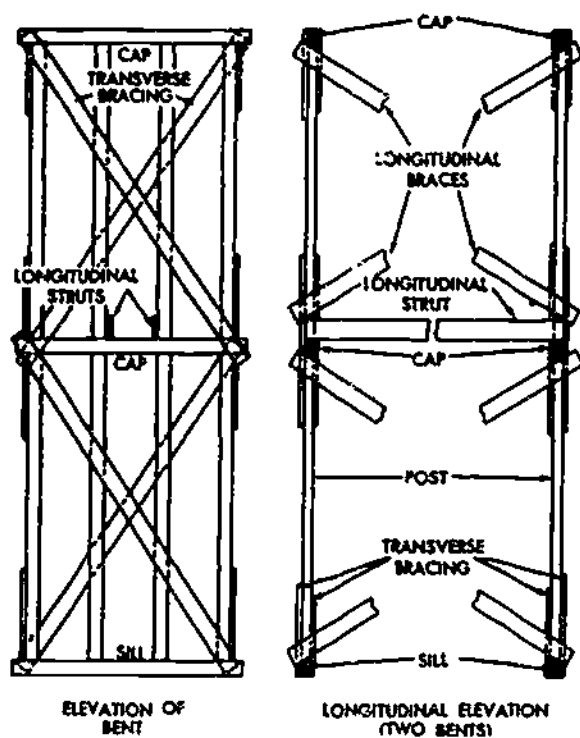 CAP
TRANSVERSE
BRACING
LONGITUDINAL
STRUTS
CAP
SILL
ELEVATION OF
BENT
CAP
LONGITUDINAL
BRACES
LONGITUDINAL
STRUT
CAP
POST
TRANSVERSE
BRACING
SILL
LONGITUDINAL ELEVATION
(TWO BENTS)